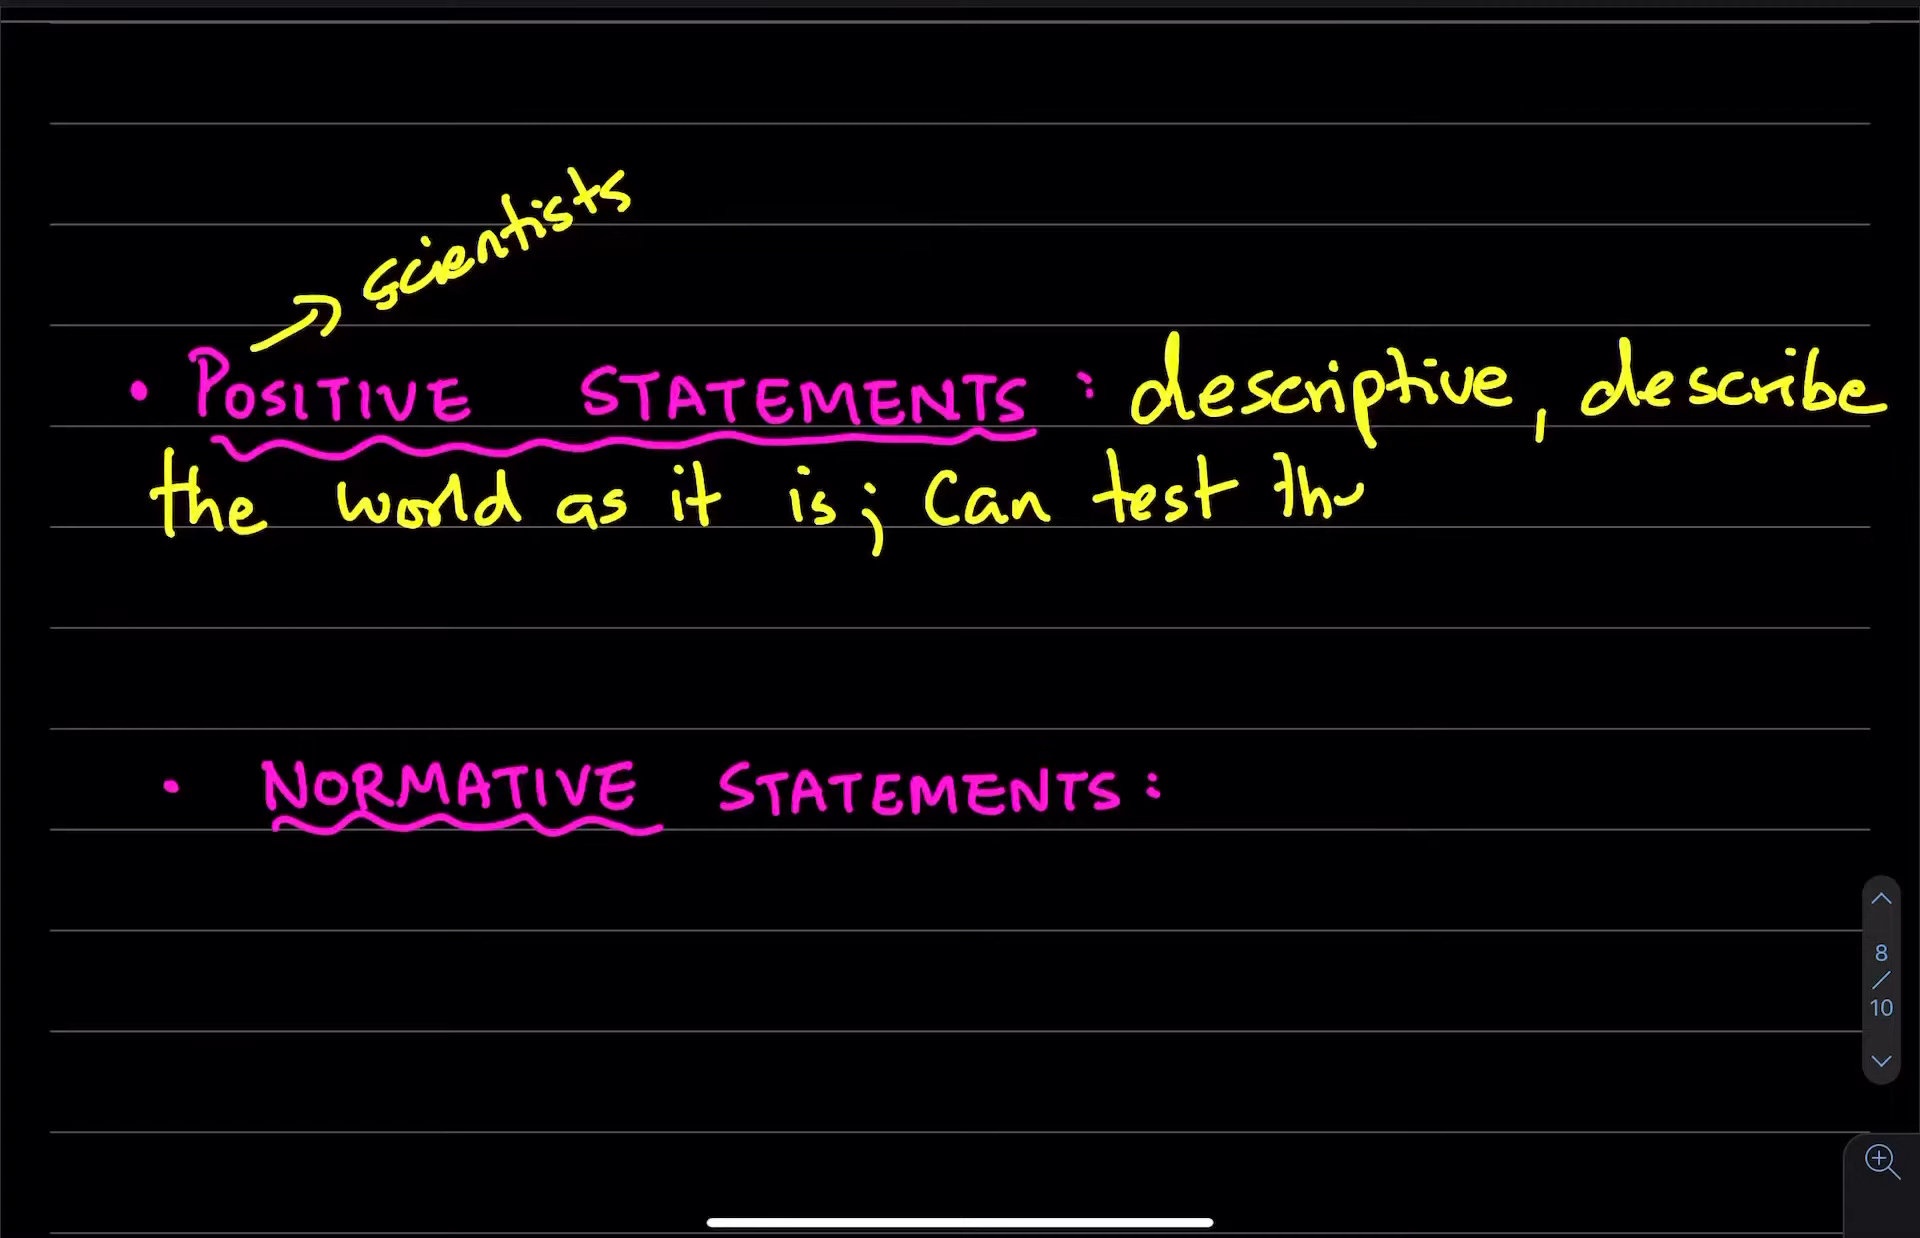 → scientists
• POSITIVE STATEMENTS : descriptive, describe
the world as it is; Can test
• NORMATIVE STATEMENTS :
8
/
10